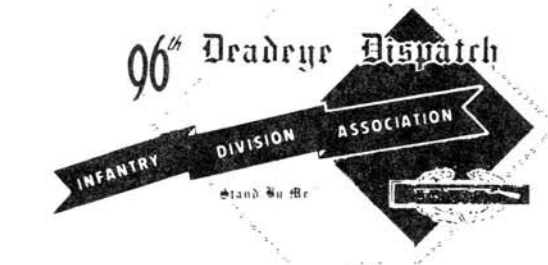 96th Deadeye Dispatch
INFANTRY DIVISION ASSOCIATION
Stand By Me